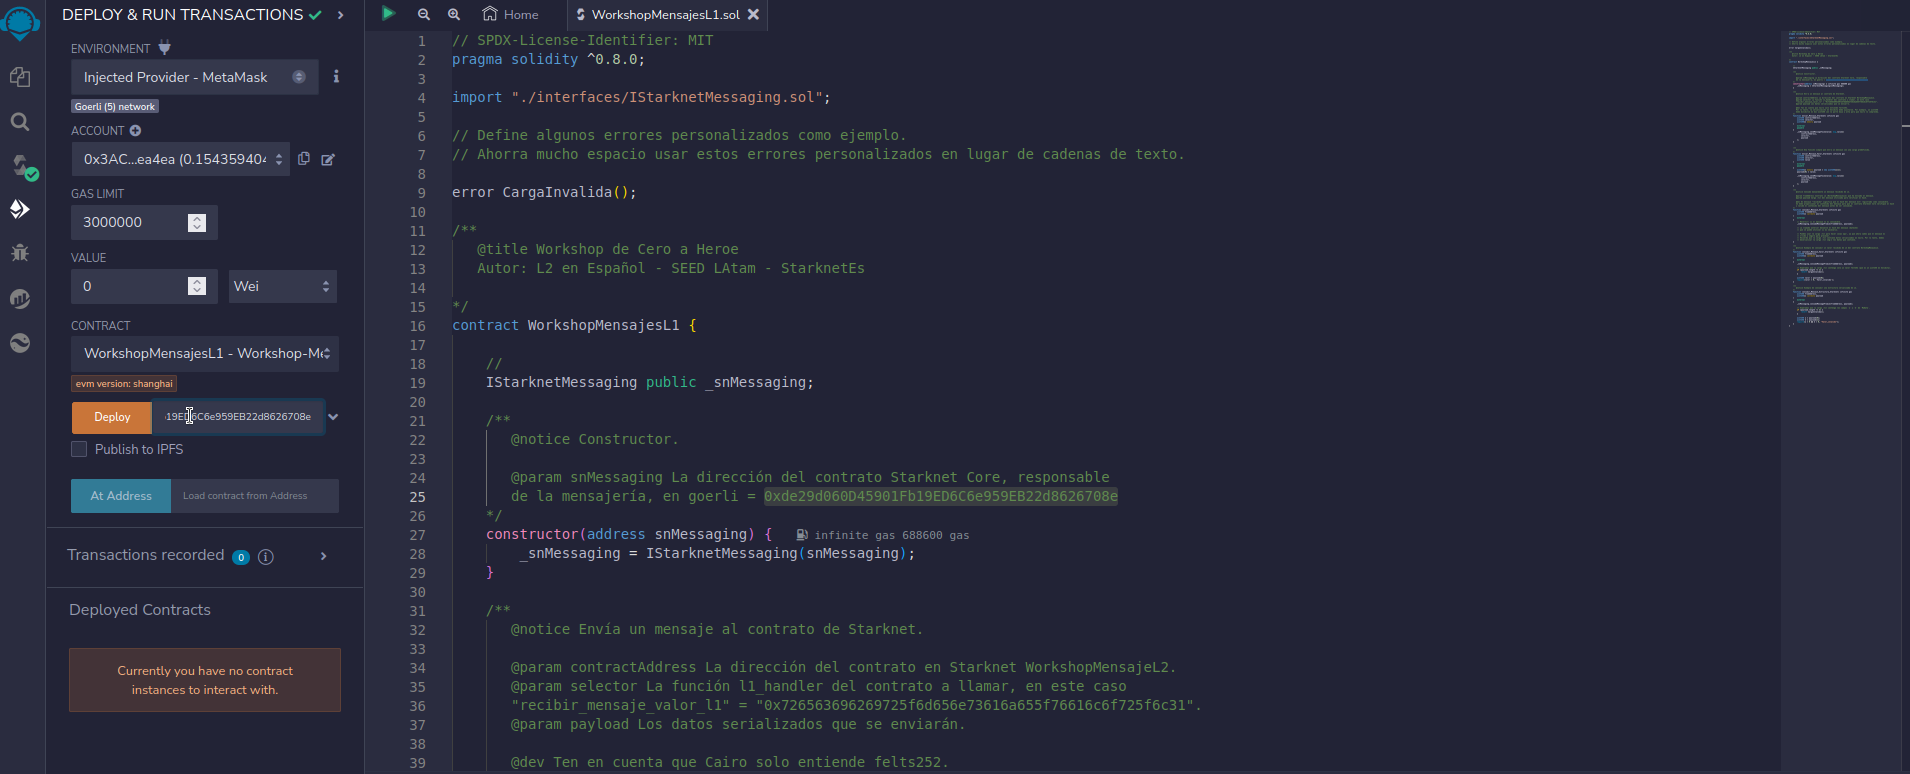 DEPLOY & RUN TRANSACTIONS
ENVIRONMENT
Injected Provider - MetaMask
Goerli (5) network
ACCOUNT
0x3AC...ea4ea (0.154359404
GAS LIMIT
3000000
VALUE
0
Wei
CONTRACT
WorkshopMensajesL1 - Workshop-Me
evm version: shanghai
Deploy
19ED6C6e959EB22d8626708e
Publish to IPFS
At Address
Load contract from Address
Transactions recorded 0 i
Deployed Contracts
Currently you have no contract
instances to interact with.
Home
WorkshopMensajesL1.sol
1 // SPDX-License-Identifier: MIT
2 pragma solidity ^0.8.0;
3
4 import "./interfaces/IStarknetMessaging.sol";
5
6 // Define algunos errores personalizados como ejemplo.
7 // Ahorra mucho espacio usar estos errores personalizados en lugar de cadenas de texto.
8
9 error CargaInvalida();
10
11 /**
12 @title Workshop de Cero a Heroe
13 Autor: L2 en Español - SEED LAtam - StarknetEs
14
15 */
16 contract WorkshopMensajesL1 {
17
18 //
19 IStarknetMessaging public _snMessaging;
20
21 /**
22 @notice Constructor.
23
24 @param snMessaging La dirección del contrato Starknet Core, responsable
25 de la mensajería, en goerli = 0xde29d060D45901Fb19ED6C6e959EB22d8626708e
26 */
27 constructor(address snMessaging) { infinite gas 688600 gas
28 _snMessaging = IStarknetMessaging(snMessaging);
29 }
30
31 /**
32 @notice Envía un mensaje al contrato de Starknet.
33
34 @param contractAddress La dirección del contrato en Starknet WorkshopMensajeL2.
35 @param selector La función l1_handler del contrato a llamar, en este caso
36 "recibir_mensaje_valor_l1" = "0x726563696269725f6d656e73616a655f76616c6f725f6c31".
37 @param payload Los datos serializados que se enviarán.
38
39 @dev Ten en cuenta que Cairo solo entiende felts252.